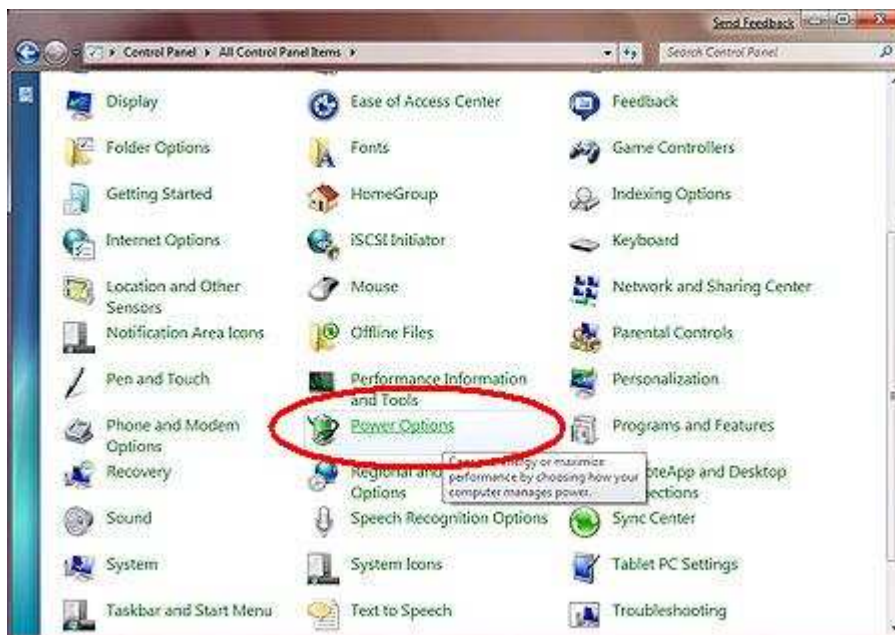 Send Feedback
Control Panel All Control Panel Items
Search Control Panel
Display Ease of Access Center Feedback
Folder Options Fonts Game Controllers
Getting Started HomeGroup Indexing Options
Internet Options iSCSI Initiator Keyboard
Location and Other Sensors Mouse Network and Sharing Center
Notification Area Icons Offline Files Parental Controls
Pen and Touch Performance Information and Tools Personalization
Phone and Modem Options Power Options Programs and Features
Recovery Regional and Options
energy or maximize
performance by choosing how your
computer manages power.
and Desktop
Sound Speech Recognition Options Sync Center
System System Icons Tablet PC Settings
Taskbar and Start Menu Text to Speech Troubleshooting